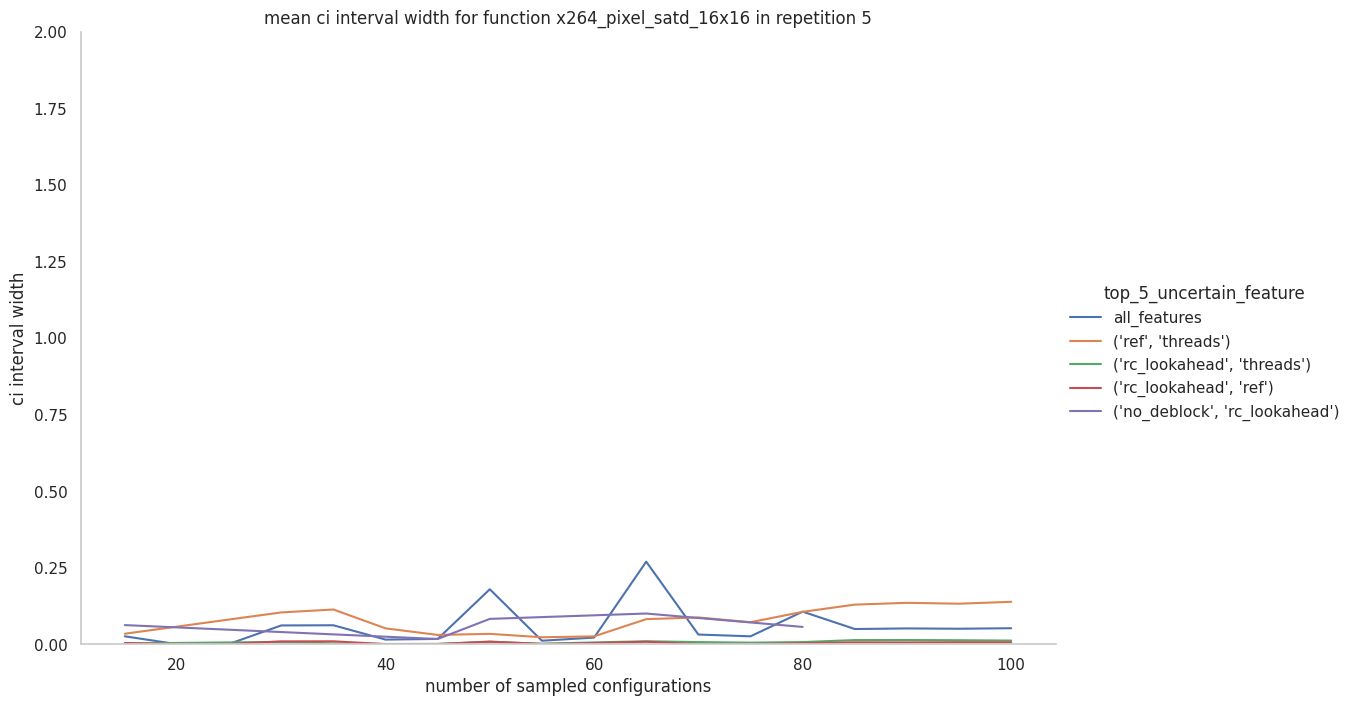 mean ci interval width for function x264_pixel_satd_16x16 in repetition 5
2.00
1.75
1.50
1.25
1.00
0.75
0.50
0.25
0.00
ci interval width
20
40
60
80
100
number of sampled configurations
top_5_uncertain_feature
all_features
('ref', 'threads')
('rc_lookahead', 'threads')
('rc_lookahead', 'ref')
('no_deblock', 'rc_lookahead')